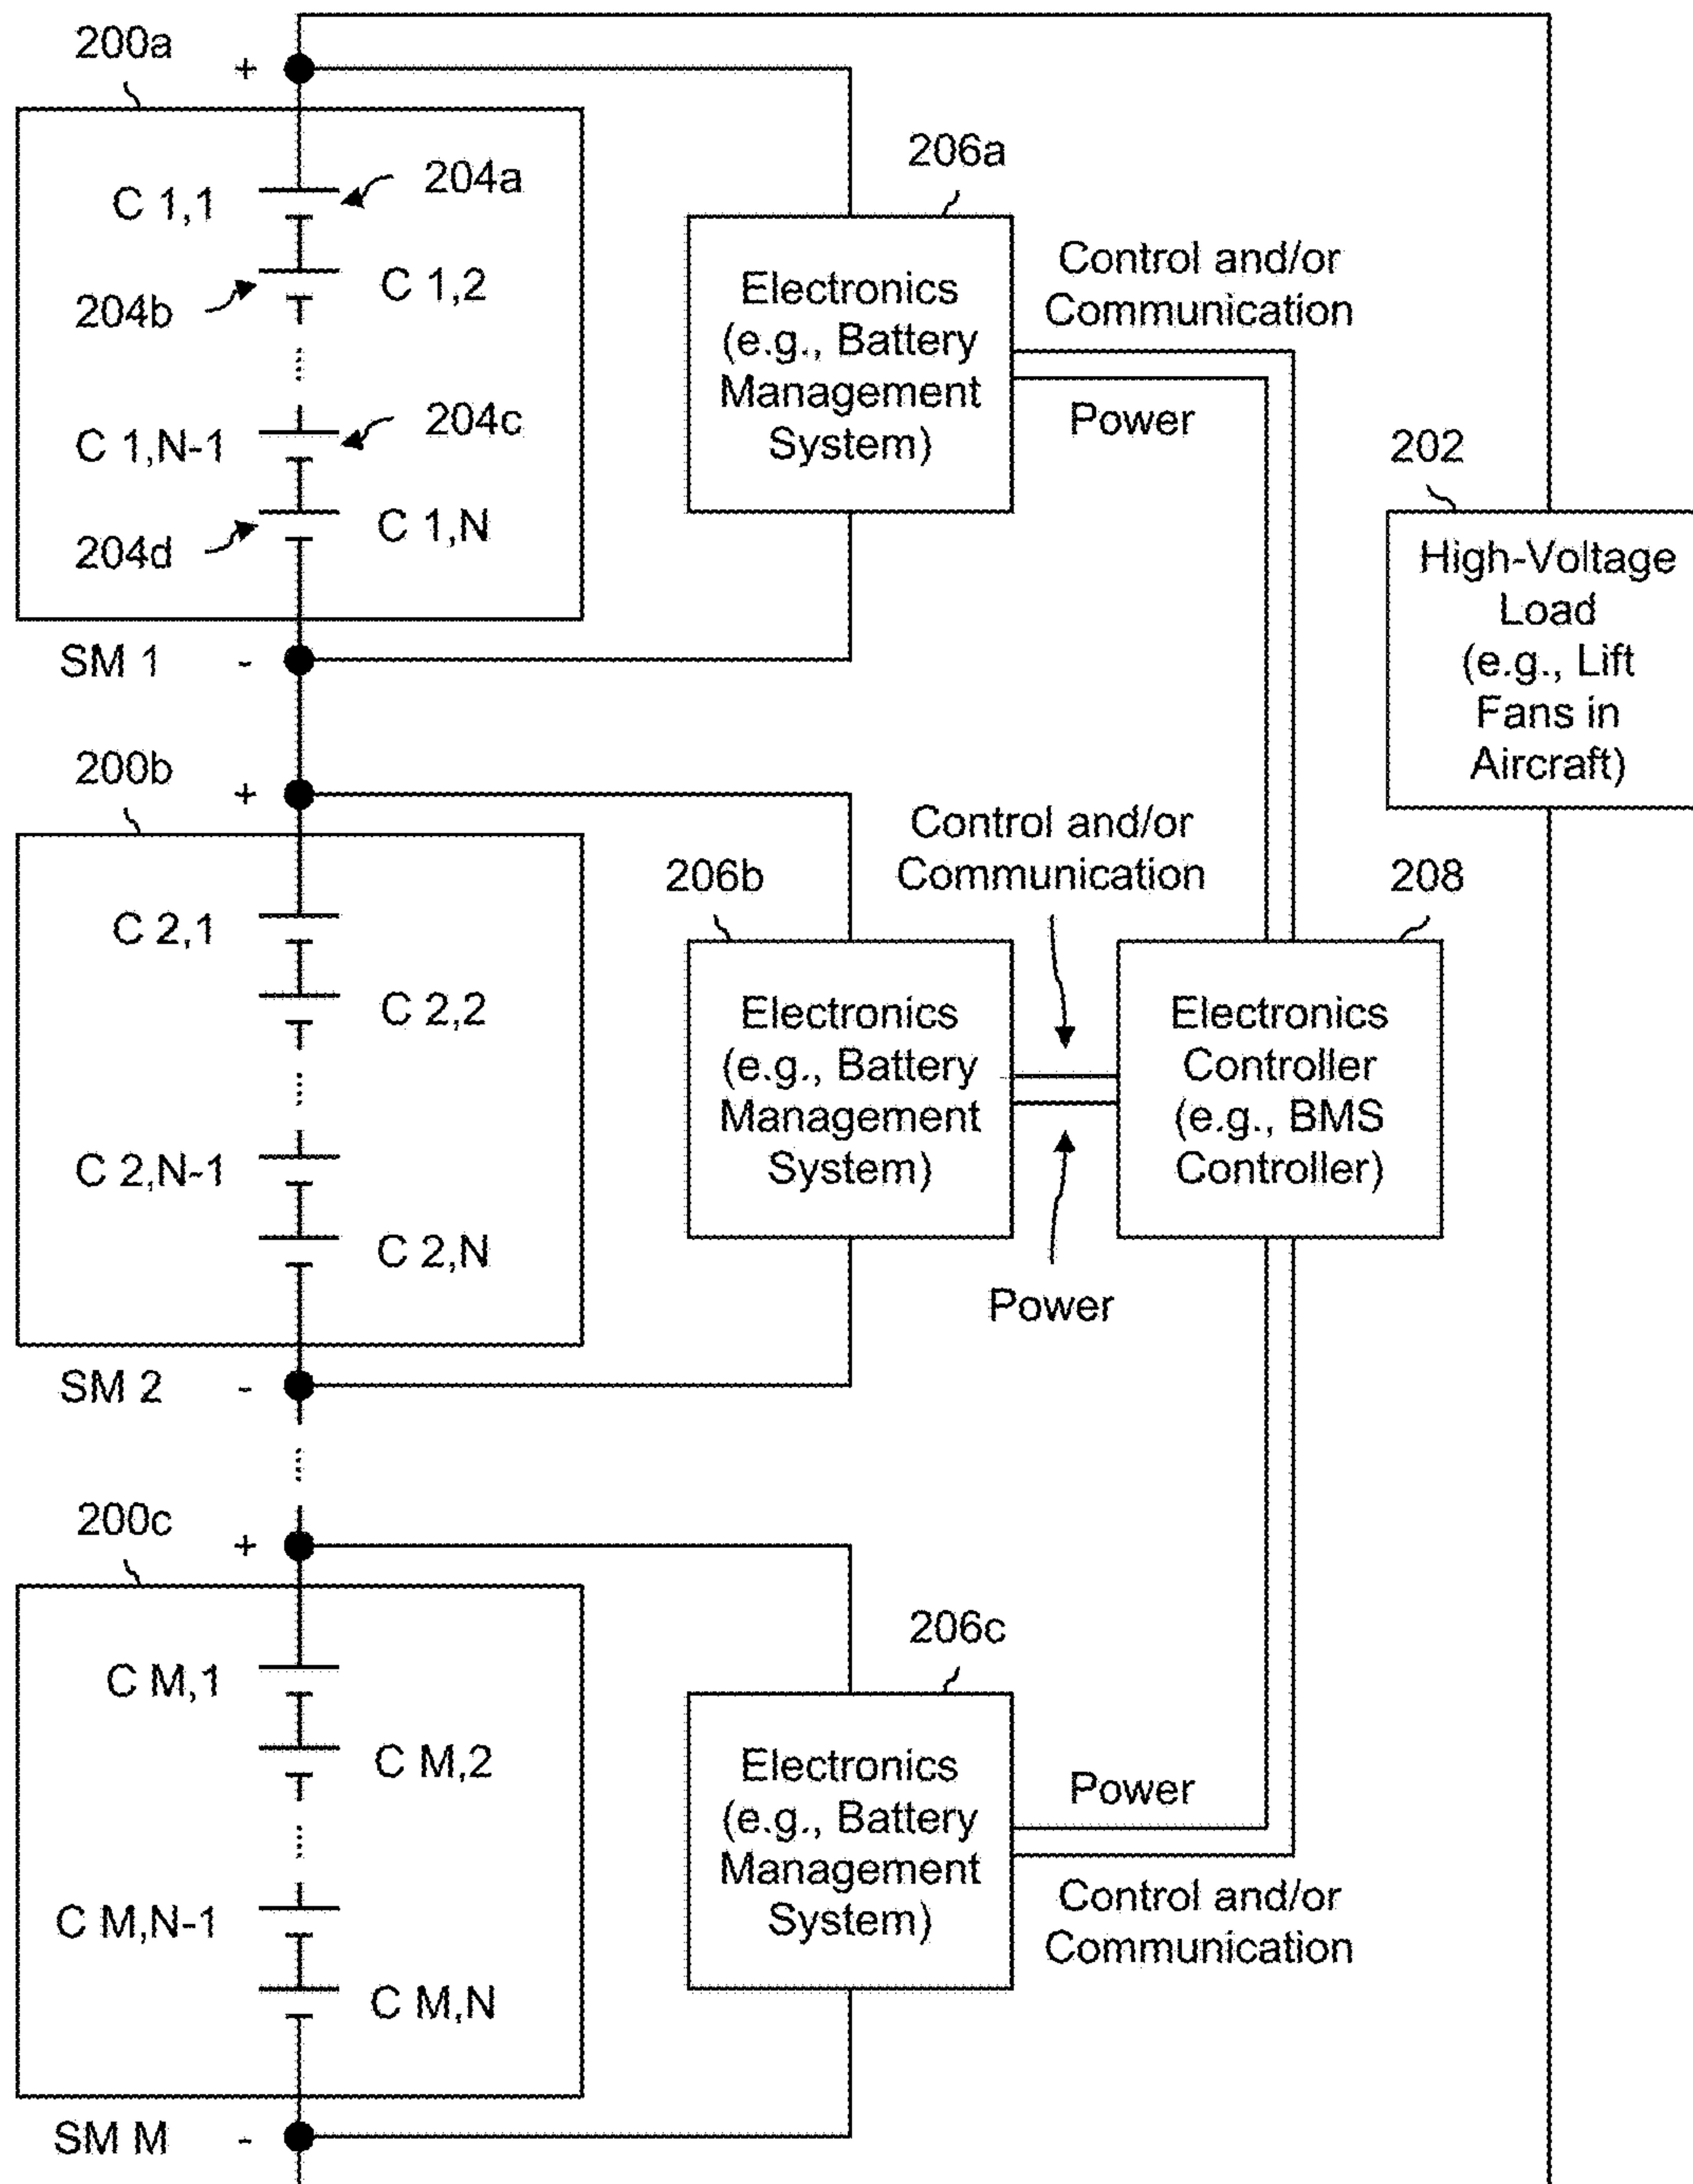 200a
+
C 1,1
204a
204b
C 1,2
C 1,N-1
204c
204d
C 1,N
SM 1
-
206a
Electronics
(e.g., Battery
Management
System)
Control and/or
Communication
Power
202
High-Voltage
Load
(e.g., Lift
Fans in
Aircraft)
200b
+
C 2,1
C 2,2
C 2,N-1
C 2,N
SM 2
-
206b
Electronics
(e.g., Battery
Management
System)
Control and/or
Communication
Power
208
Electronics
Controller
(e.g., BMS
Controller)
200c
+
C M,1
C M,2
C M,N-1
C M,N
SM M
-
206c
Electronics
(e.g., Battery
Management
System)
Power
Control and/or
Communication